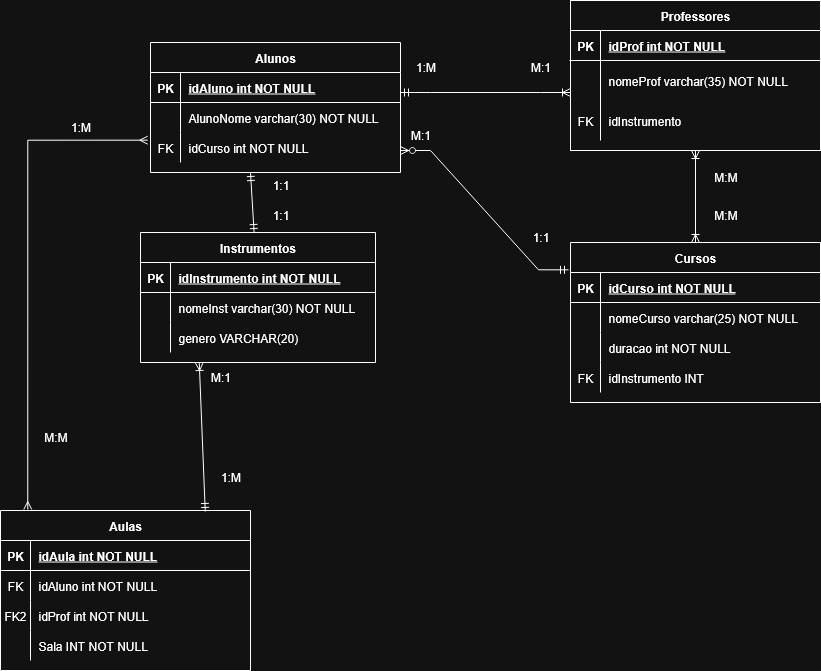 Professores
PK idProf int NOT NULL
nomeProf varchar(35) NOT NULL
FK idInstrumento
Alunos
PK idAluno int NOT NULL
AlunoNome varchar(30) NOT NULL
FK idCurso int NOT NULL
1:M
M:1
1:M
M:1
1:1
1:1
M:M
M:M
1:1
Instrumentos
PK idInstrumento int NOT NULL
nomeInst varchar(30) NOT NULL
genero VARCHAR(20)
Cursos
PK idCurso int NOT NULL
nomeCurso varchar(25) NOT NULL
duracao int NOT NULL
FK idInstrumento INT
M:1
M:M
1:M
Aulas
PK idAula int NOT NULL
FK idAluno int NOT NULL
FK2 idProf int NOT NULL
Sala INT NOT NULL